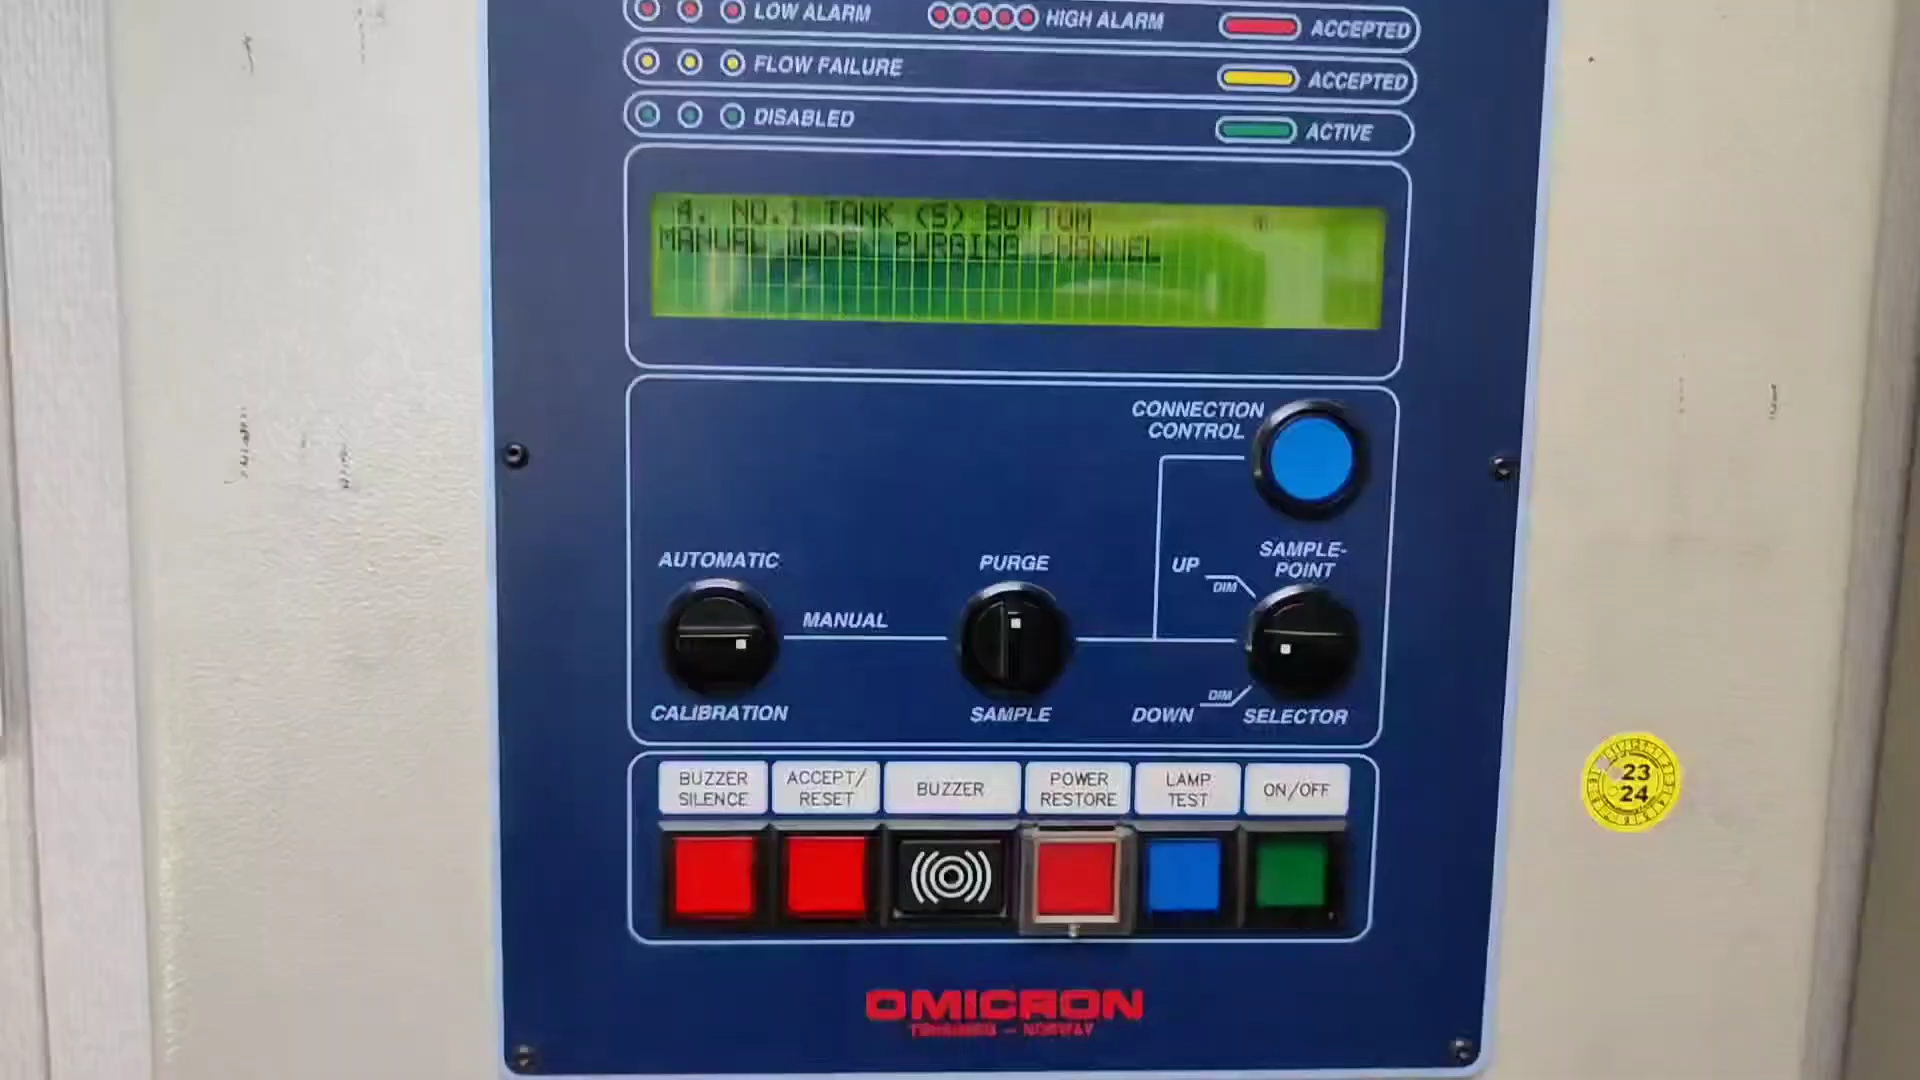 LOW ALARM HIGH ALARM ACCEPTED
FLOW FAILURE ACCEPTED
DISABLED ACTIVE
4. NO.1 TANK (S) BOTTOM
MANUAL MODE: PURGING CHANNEL
CONNECTION
CONTROL
AUTOMATIC
MANUAL
CALIBRATION
PURGE
SAMPLE
UP
DIM
SAMPLE-
POINT
DIM
DOWN
SELECTOR
BUZZER
SILENCE
ACCEPT/
RESET
BUZZER
POWER
RESTORE
LAMP
TEST
ON/OFF
23
24
OMICRON
TØNSBERG - NORWAY